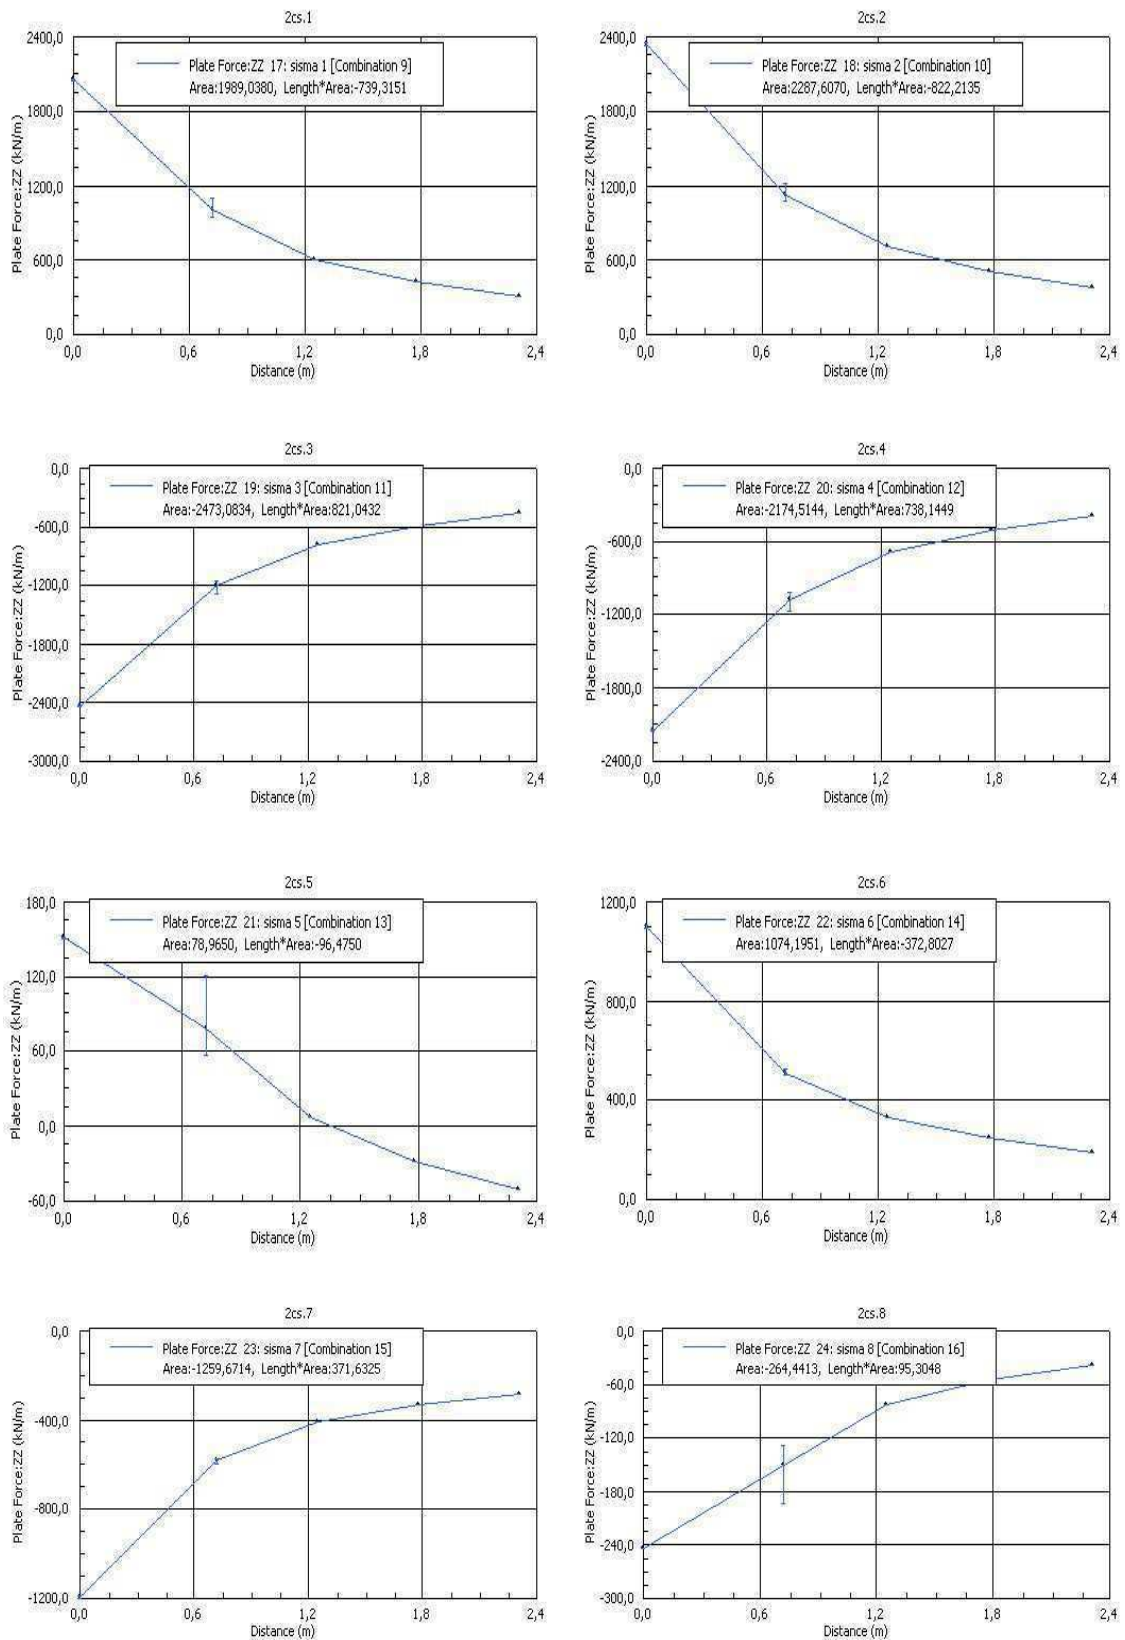 2cs.1
2400,0
1800,0
1200,0
600,0
0,0
Plate Force:ZZ (kN/m)
Plate Force:ZZ 17: sisma 1 [Combination 9]
Area:1989,0380, Length*Area:-739,3151
0,0 0,6 1,2 1,8 2,4
Distance (m)
2cs.2
2400,0
1800,0
1200,0
600,0
0,0
Plate Force:ZZ (kN/m)
Plate Force:ZZ 18: sisma 2 [Combination 10]
Area:2287,6070, Length*Area:-822,2135
0,0 0,6 1,2 1,8 2,4
Distance (m)
2cs.3
0,0
-600,0
-1200,0
-1800,0
-2400,0
-3000,0
Plate Force:ZZ (kN/m)
Plate Force:ZZ 19: sisma 3 [Combination 11]
Area:-2473,0834, Length*Area:821,0432
0,0 0,6 1,2 1,8 2,4
Distance (m)
2cs.4
0,0
-600,0
-1200,0
-1800,0
-2400,0
Plate Force:ZZ (kN/m)
Plate Force:ZZ 20: sisma 4 [Combination 12]
Area:-2174,5144, Length*Area:738,1449
0,0 0,6 1,2 1,8 2,4
Distance (m)
2cs.5
180,0
120,0
60,0
0,0
-60,0
Plate Force:ZZ (kN/m)
Plate Force:ZZ 21: sisma 5 [Combination 13]
Area:78,9650, Length*Area:-96,4750
0,0 0,6 1,2 1,8 2,4
Distance (m)
2cs.6
1200,0
800,0
400,0
0,0
Plate Force:ZZ (kN/m)
Plate Force:ZZ 22: sisma 6 [Combination 14]
Area:1074,1951, Length*Area:-372,8027
0,0 0,6 1,2 1,8 2,4
Distance (m)
2cs.7
0,0
-400,0
-800,0
-1200,0
Plate Force:ZZ (kN/m)
Plate Force:ZZ 23: sisma 7 [Combination 15]
Area:-1259,6714, Length*Area:371,6325
0,0 0,6 1,2 1,8 2,4
Distance (m)
2cs.8
0,0
-60,0
-120,0
-180,0
-240,0
-300,0
Plate Force:ZZ (kN/m)
Plate Force:ZZ 24: sisma 8 [Combination 16]
Area:-264,4413, Length*Area:95,3048
0,0 0,6 1,2 1,8 2,4
Distance (m)